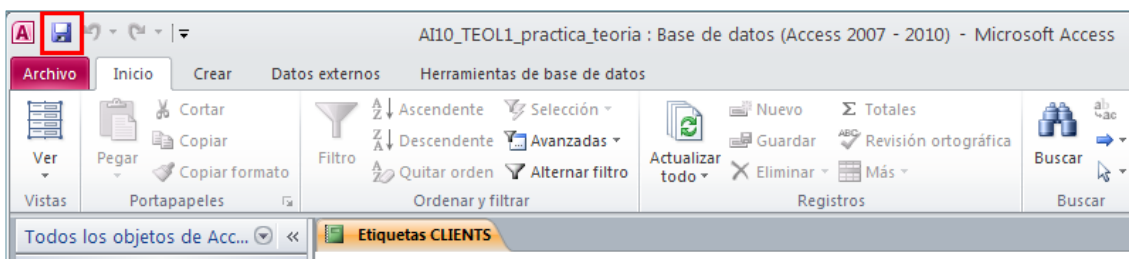 A
AI10_TEOL1_practica_teoria : Base de datos (Access 2007 - 2010) - Microsoft Access
Archivo Inicio Crear Datos externos Herramientas de base de datos
Cortar A Z Ascendente Selección Nuevo Σ Totales ab ac
Copiar Z A Descendente Avanzadas Guardar ABC Revisión ortográfica
Ver Pegar Copiar formato Filtro A Z Quitar orden Alternar filtro Actualizar todo Eliminar Más Buscar
Vistas Portapapeles Ordenar y filtrar Registros Buscar
Todos los objetos de Acc... « Etiquetas CLIENTS